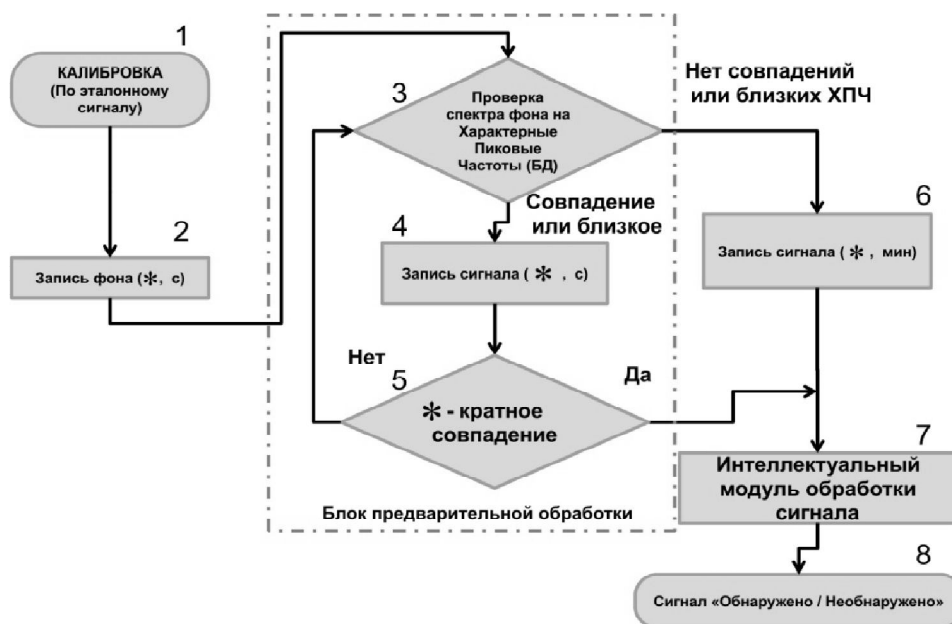 1
КАЛИБРОВКА
(По эталонному
сигналу)
2
Запись фона (*, с)
3
Проверка
спектра фона на
Характерные
Пиковые
Частоты (БД)
Нет совпадений
или близких ХПЧ
Совпадение
или близкое
4
Запись сигнала ( * , с)
6
Запись сигнала ( * , мин)
Нет
5
* - кратное
совпадение
Да
Блок предварительной обработки
7
Интеллектуальный
модуль обработки
сигнала
8
Сигнал «Обнаружено / Необнаружено»